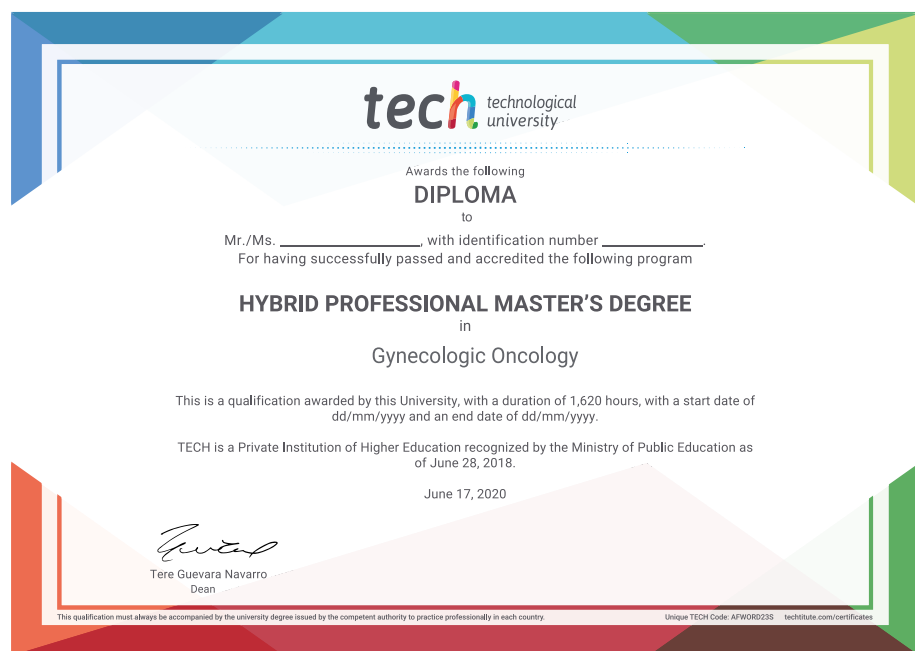 tech technological
university
Awards the following
DIPLOMA
to
Mr./Ms. ____________________, with identification number ______________.
For having successfully passed and accredited the following program
HYBRID PROFESSIONAL MASTER'S DEGREE
in
Gynecologic Oncology
This is a qualification awarded by this University, with a duration of 1,620 hours, with a start date of
dd/mm/yyyy and an end date of dd/mm/yyyy.
TECH is a Private Institution of Higher Education recognized by the Ministry of Public Education as
of June 28, 2018.
June 17, 2020
Tere Guevara Navarro
Dean
This qualification must always be accompanied by the university degree issued by the competent authority to practice professionally in each country.
Unique TECH Code: AFWORD23S techtitute.com/certificates